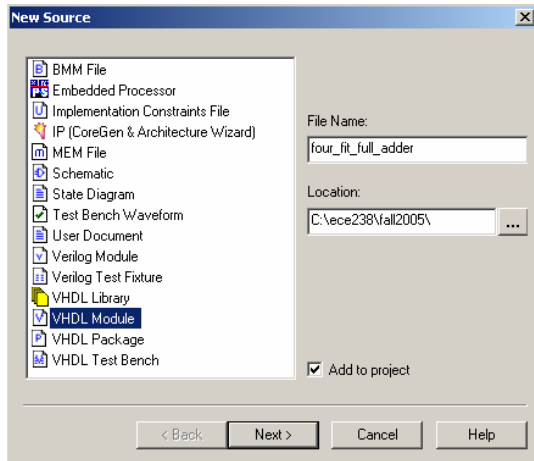 New Source
BMM File
Embedded Processor
Implementation Constraints File
IP (CoreGen & Architecture Wizard)
MEM File
Schematic
State Diagram
Test Bench Waveform
User Document
Verilog Module
Verilog Test Fixture
VHDL Library
VHDL Module
VHDL Package
VHDL Test Bench
File Name:
four_fit_full_adder
Location:
C:\ece238\fall2005\
...
Add to project
< Back
Next >
Cancel
Help